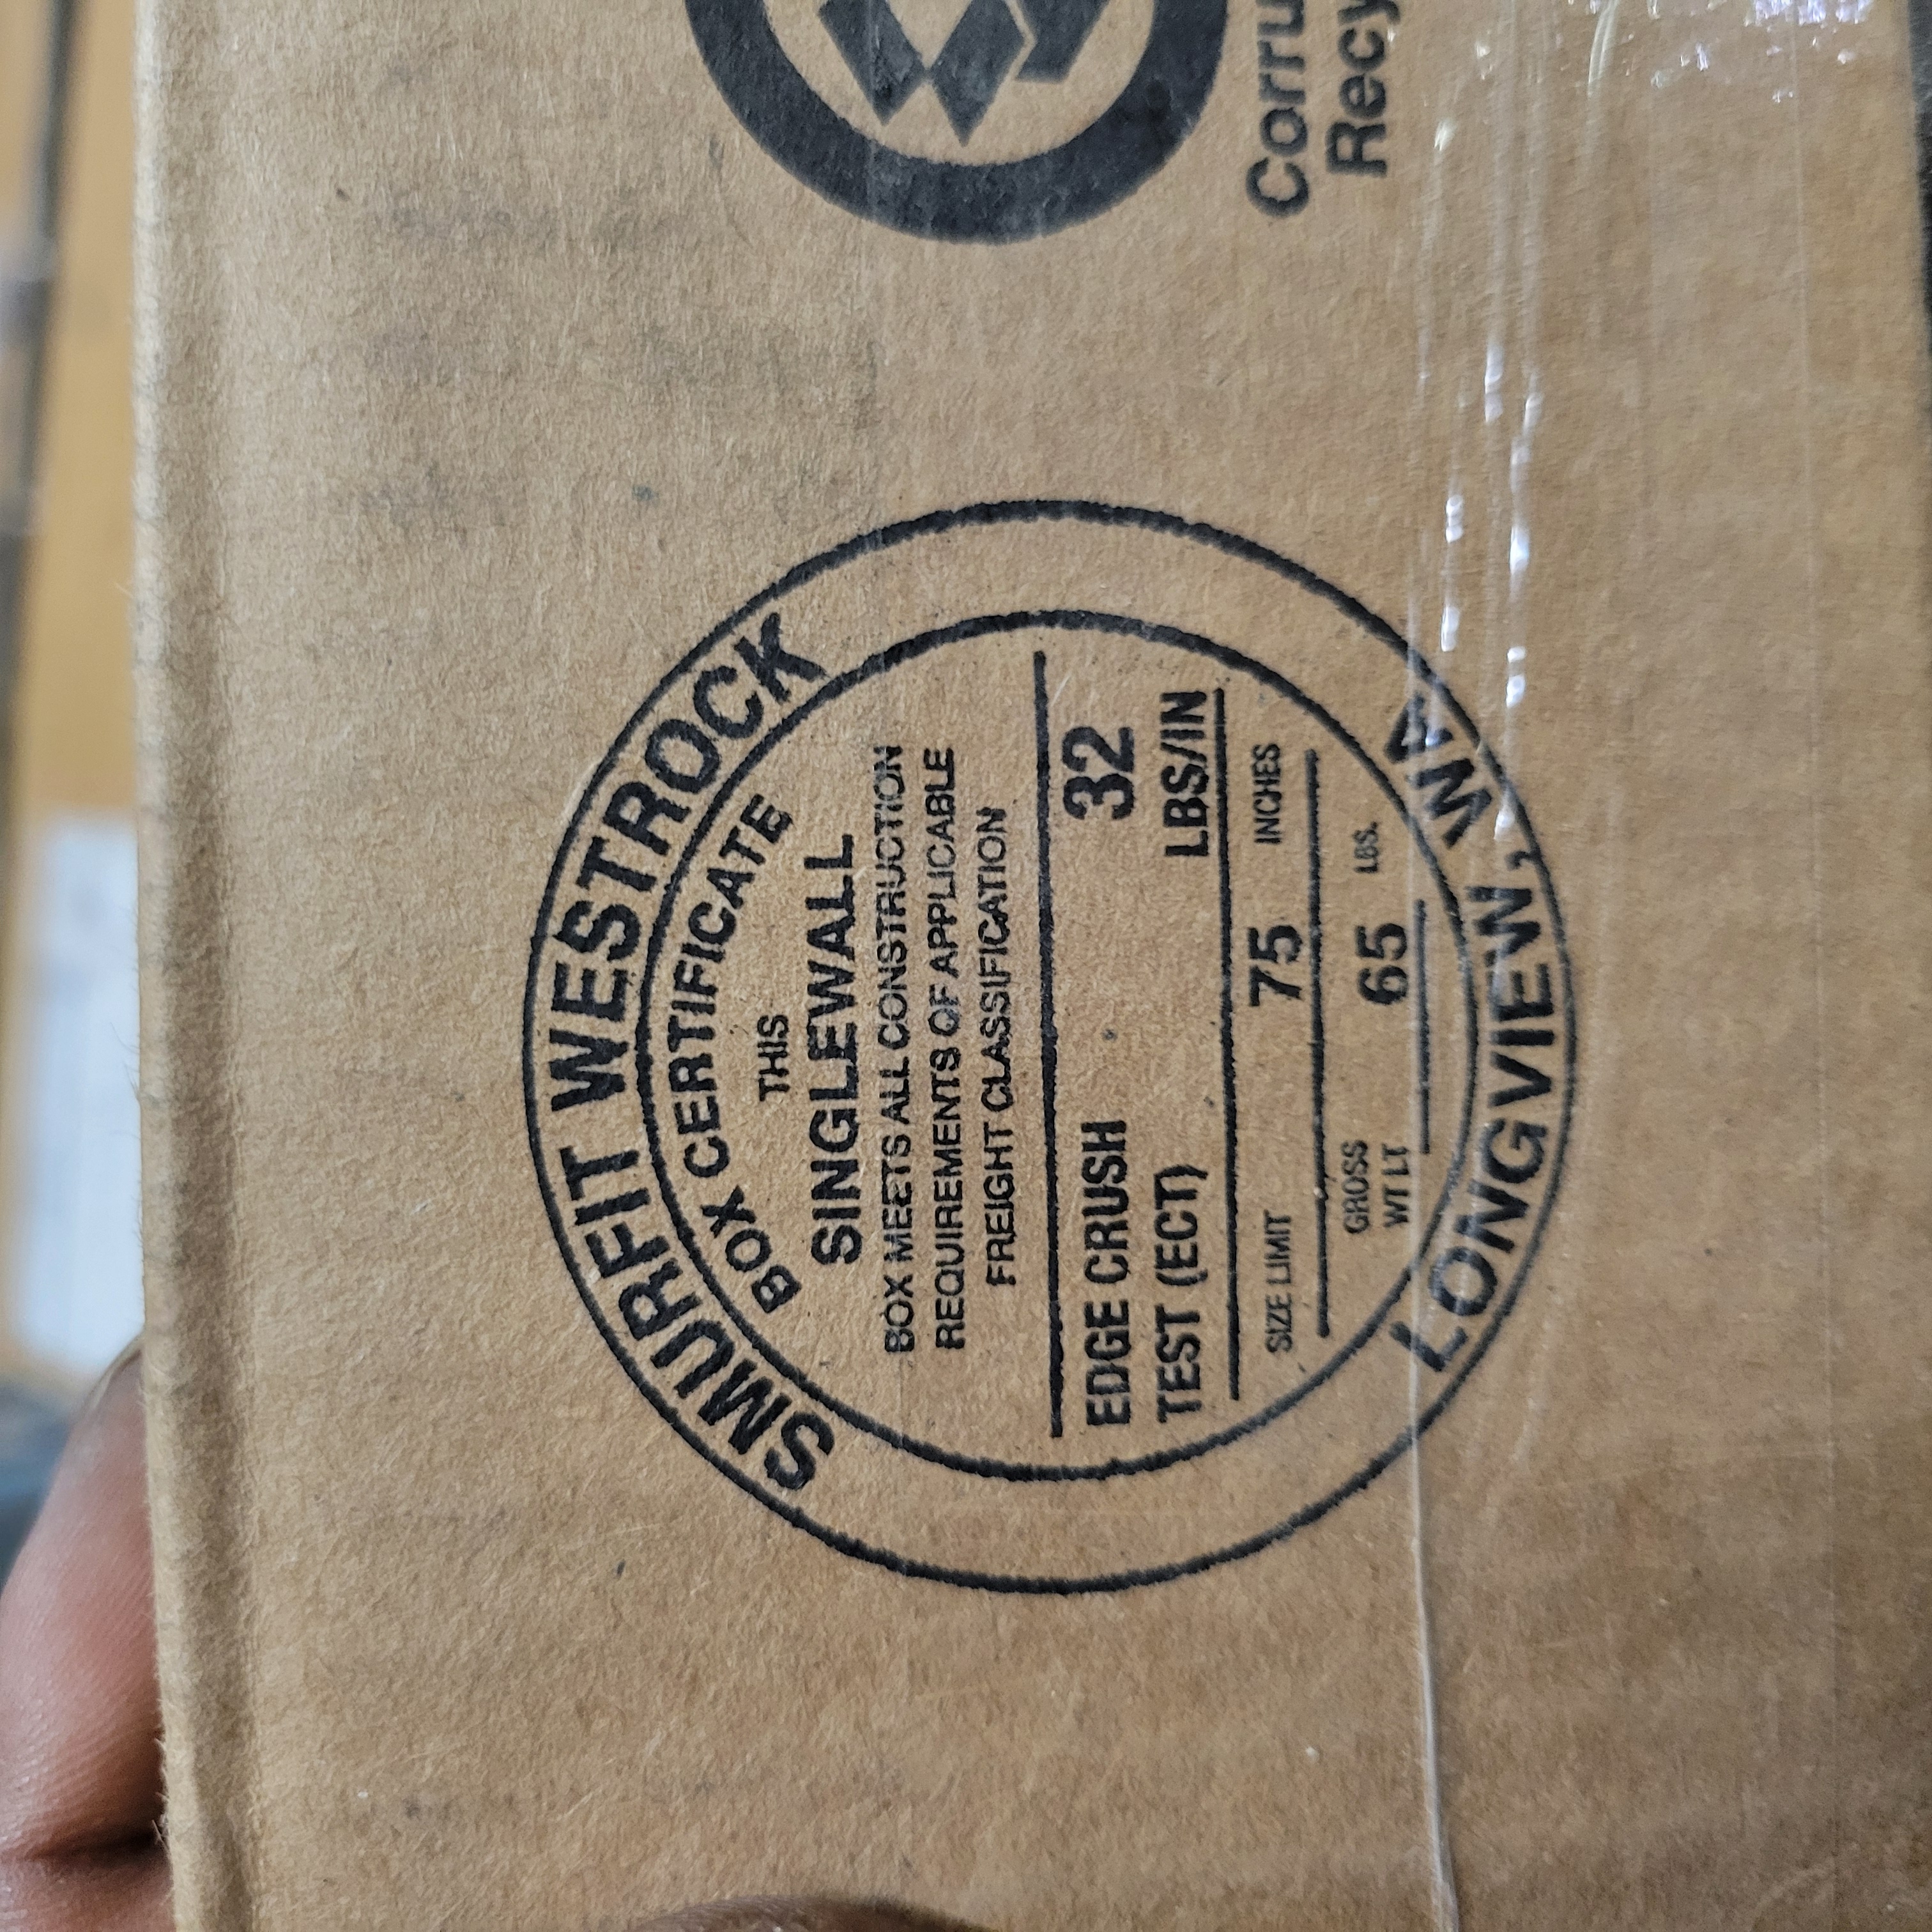 SMURFIT WESTROCK
BOX CERTIFICATE
THIS
SINGLEWALL
BOX MEETS ALL CONSTRUCTION
REQUIREMENTS OF APPLICABLE
FREIGHT CLASSIFICATION
EDGE CRUSH 32
TEST (ECT) LBS/IN
SIZE LIMIT 75 INCHES
GROSS
WT LT 65 LBS.
LONGVIEW, WA
Corru
Recy